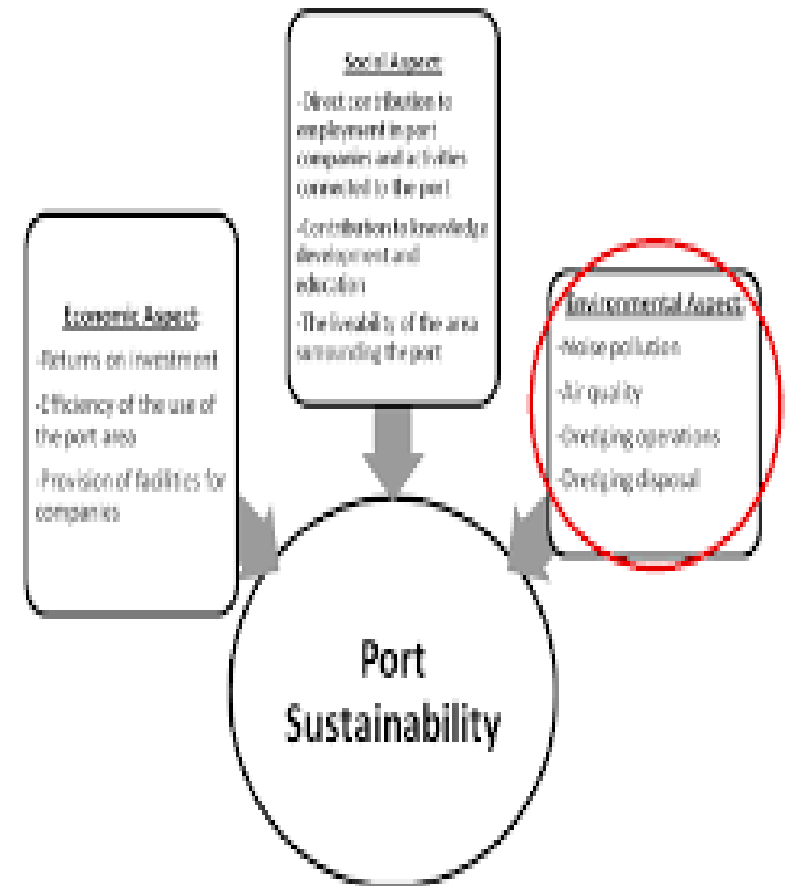 Social Aspect:
-Direct contribution to
employment in port
companies and activities
connected to the port
-Contribution to knowledge
development and
education
-The liveability of the area
surrounding the port
Economic Aspect:
-Returns on investment
-Efficiency of the use of
the port area
-Provision of facilities for
companies
Environmental Aspect:
-Noise pollution
-Air quality
-Dredging operations
-Dredging disposal
Port
Sustainability